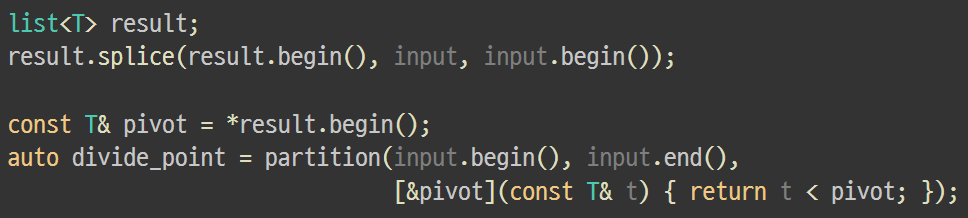 list<T> result;
result.splice(result.begin(), input, input.begin());
const T& pivot = *result.begin();
auto divide_point = partition(input.begin(), input.end(),
[&pivot](const T& t) { return t < pivot; });